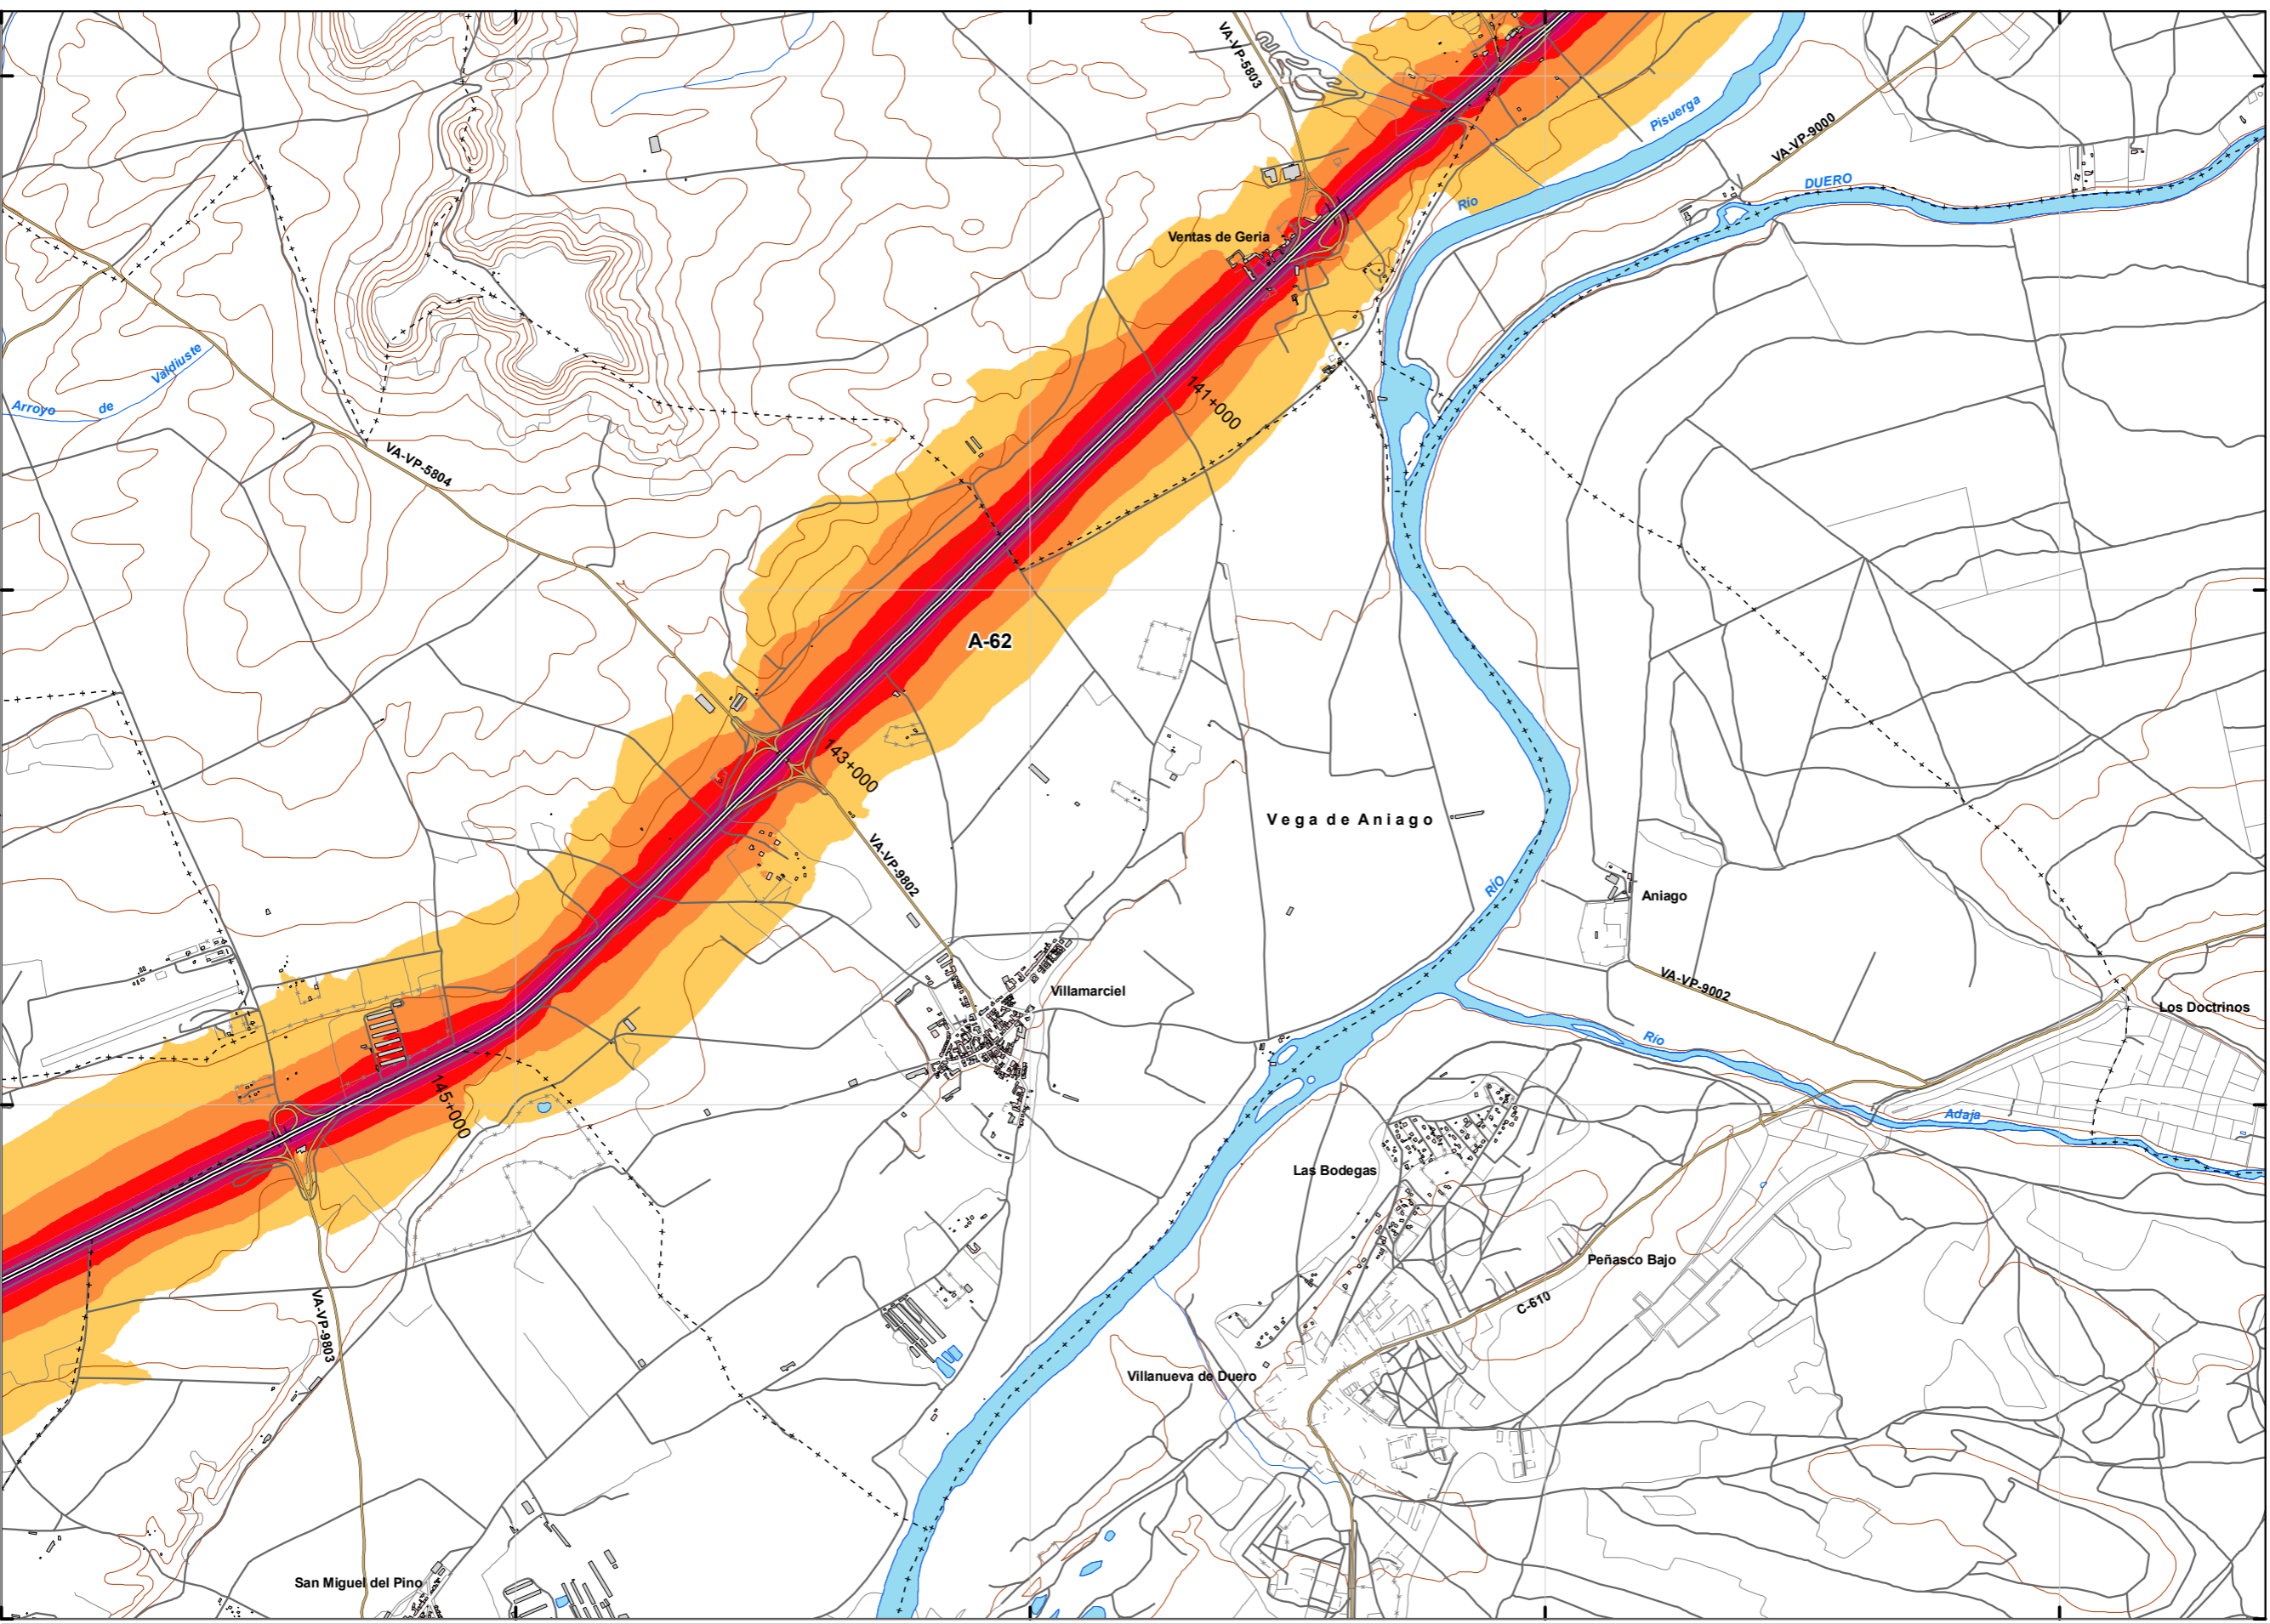 VA-VP-5803
Pisuerga
VA-VP-9000
DUERO
Río
Ventas de Geria
Valdiuste
Arroyo de
141+000
VA-VP-5804
A-62
143+000
Vega de Aniago
VA-VP-9802
RÍO
Aniago
VA-VP-9002
Villamarciel
Los Doctrinos
Río
145+000
Adaja
Las Bodegas
Peñasco Bajo
C-610
VA-VP-9803
Villanueva de Duero
San Miguel del Pino